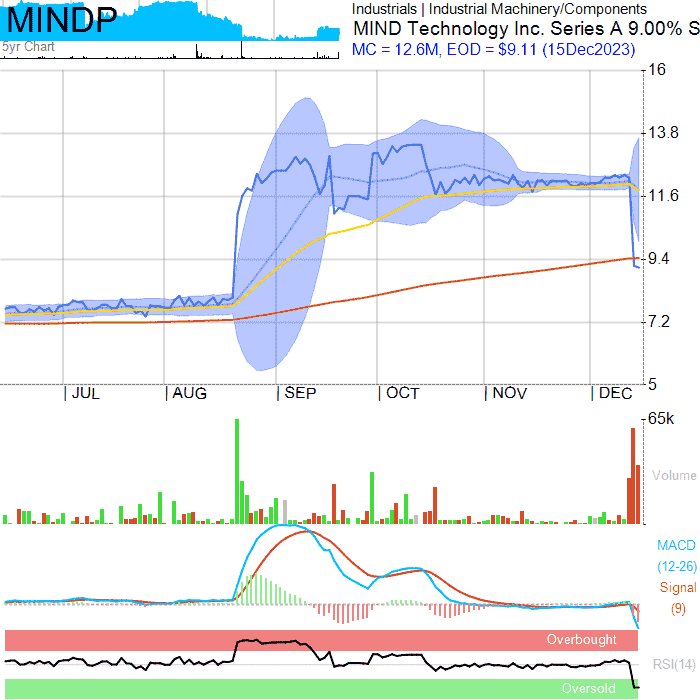 MINDP
5yr Chart
Industrials | Industrial Machinery/Components
MIND Technology Inc. Series A 9.00% S
MC = 12.6M, EOD = $9.11 (15Dec2023)
16
13.8
11.6
9.4
7.2
5
| JUL
| AUG
| SEP
| OCT
| NOV
| DEC
65k
Volume
MACD
(12-26)
Signal
(9)
Overbought
RSI(14)
Oversold